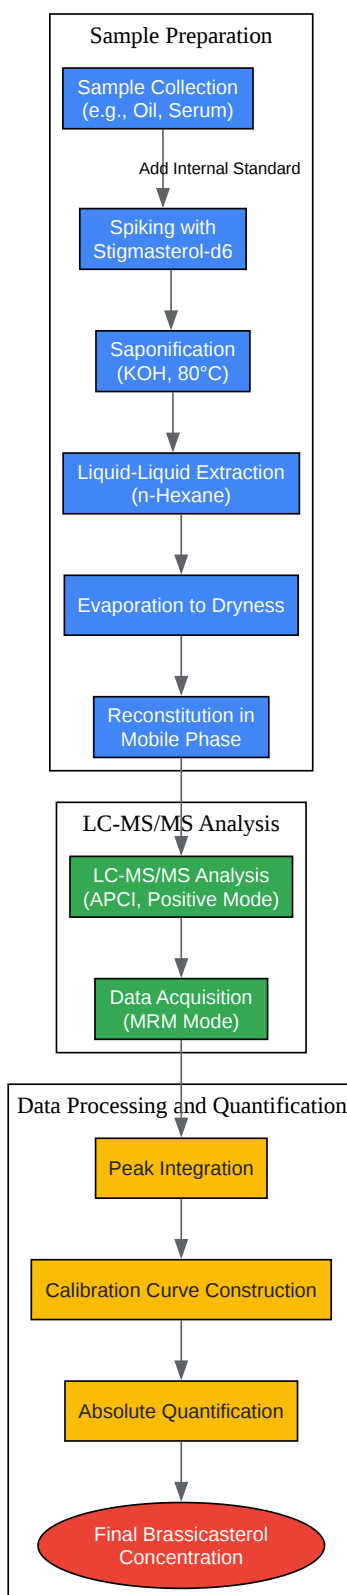 Sample Preparation
Sample Collection
(e.g., Oil, Serum)
Add Internal Standard
Spiking with
Stigmasterol-d6
Saponification
(KOH, 80°C)
Liquid-Liquid Extraction
(n-Hexane)
Evaporation to Dryness
Reconstitution in
Mobile Phase
LC-MS/MS Analysis
LC-MS/MS Analysis
(APCI, Positive Mode)
Data Acquisition
(MRM Mode)
Data Processing and Quantification
Peak Integration
Calibration Curve Construction
Absolute Quantification
Final Brassicasterol
Concentration